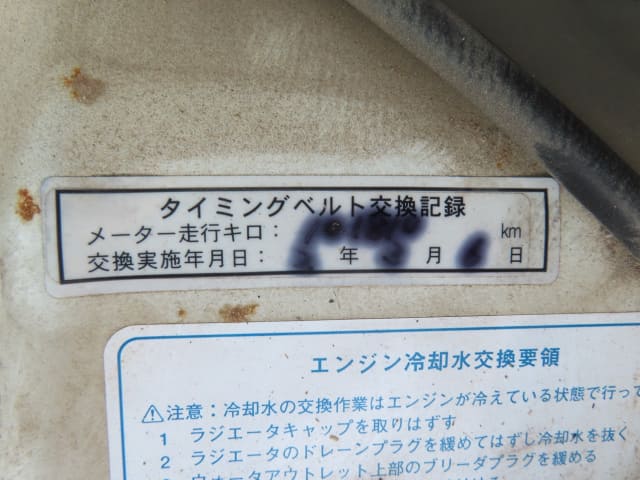 タイミングベルト交換記録
メーター走行キロ： km
交換実施年月日： 年 月 6 日
エンジン冷却水交換要領
⚠注意：冷却水の交換作業はエンジンが冷えている状態で行っ
1 ラジエータキャップを取りはずす
2 ラジエータのドレーンプラグを緩めてはずし冷却水を抜く
ウォータアウトレット上部のブリーダプラグを緩める